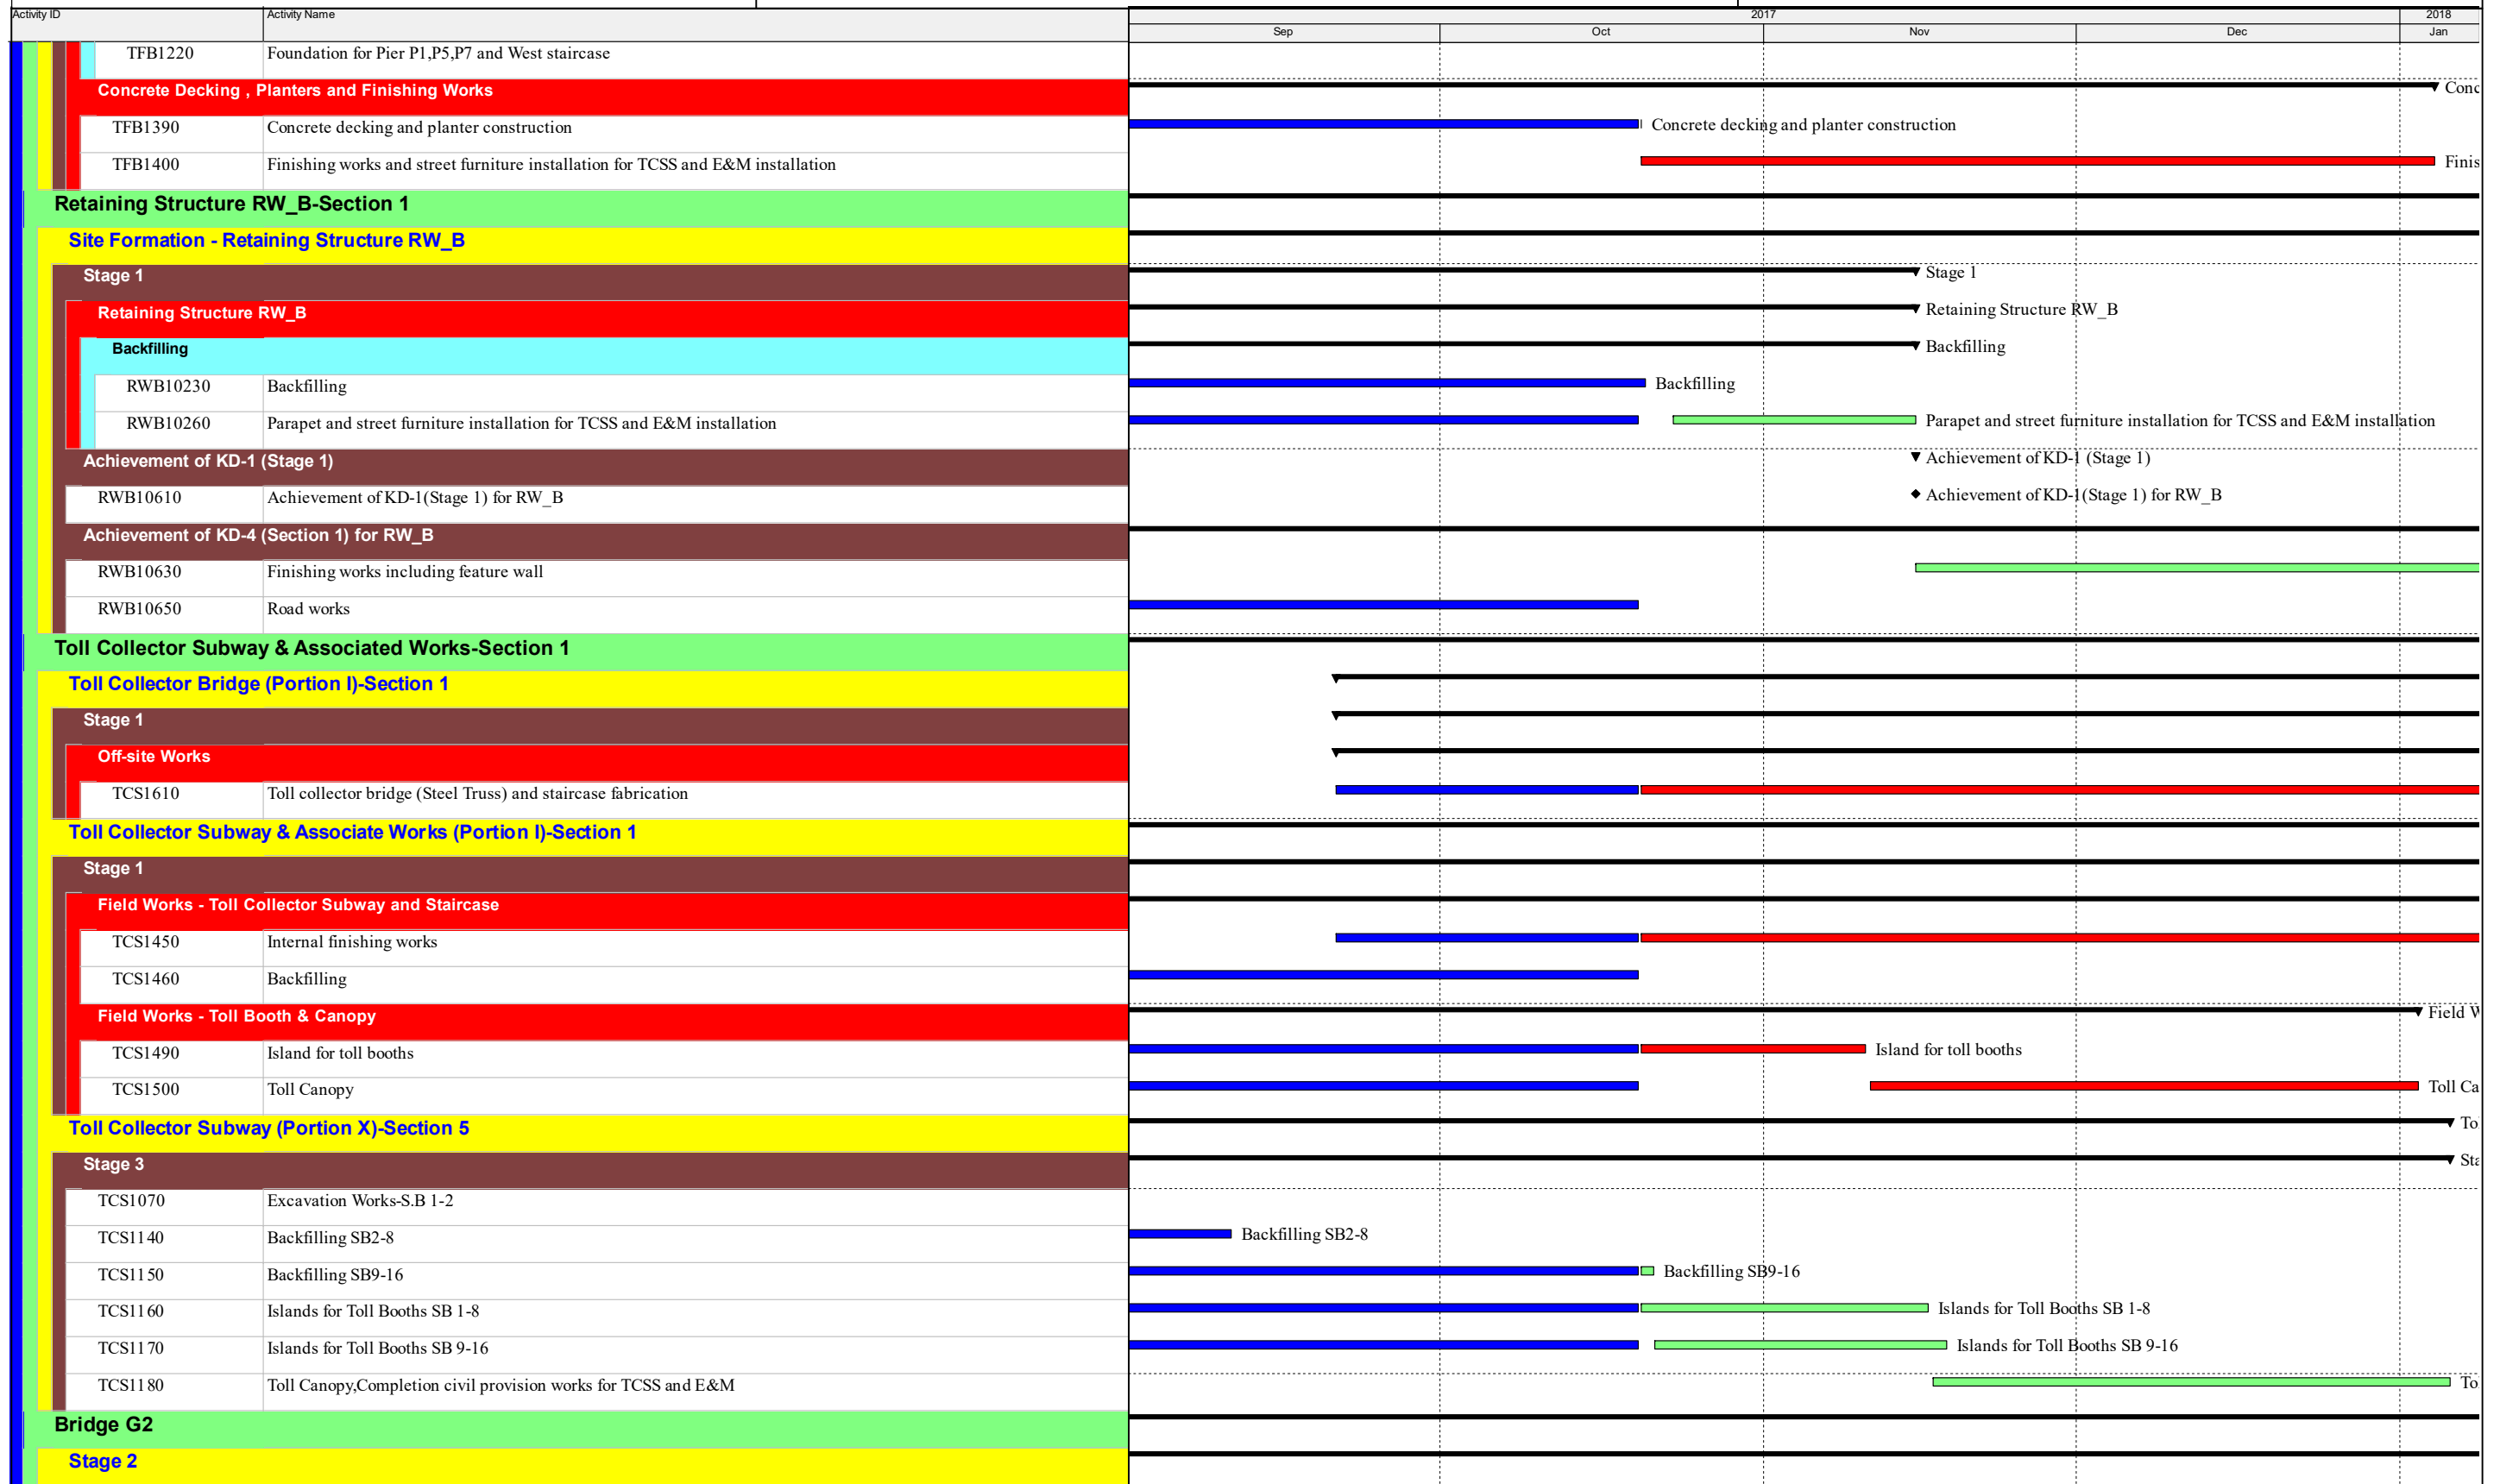 Activity ID Activity Name 2017 2018
Sep Oct Nov Dec Jan
TFB1220 Foundation for Pier P1,P5,P7 and West staircase
Concrete Decking , Planters and Finishing Works Conc
TFB1390 Concrete decking and planter construction Concrete decking and planter construction
TFB1400 Finishing works and street furniture installation for TCSS and E&M installation Finis
Retaining Structure RW_B-Section 1
Site Formation - Retaining Structure RW_B
Stage 1 Stage 1
Retaining Structure RW_B Retaining Structure RW_B
Backfilling Backfilling
RWB10230 Backfilling Backfilling
RWB10260 Parapet and street furniture installation for TCSS and E&M installation Parapet and street furniture installation for TCSS and E&M installation
Achievement of KD-1 (Stage 1) Achievement of KD-1 (Stage 1)
RWB10610 Achievement of KD-1(Stage 1) for RW_B Achievement of KD-1(Stage 1) for RW_B
Achievement of KD-4 (Section 1) for RW_B
RWB10630 Finishing works including feature wall
RWB10650 Road works
Toll Collector Subway & Associated Works-Section 1
Toll Collector Bridge (Portion I)-Section 1
Stage 1
Off-site Works
TCS1610 Toll collector bridge (Steel Truss) and staircase fabrication
Toll Collector Subway & Associate Works (Portion I)-Section 1
Stage 1
Field Works - Toll Collector Subway and Staircase
TCS1450 Internal finishing works
TCS1460 Backfilling
Field Works - Toll Booth & Canopy Field W
TCS1490 Island for toll booths Island for toll booths
TCS1500 Toll Canopy Toll Ca
Toll Collector Subway (Portion X)-Section 5 To
Stage 3 Sta
TCS1070 Excavation Works-S.B 1-2
TCS1140 Backfilling SB2-8 Backfilling SB2-8
TCS1150 Backfilling SB9-16 Backfilling SB9-16
TCS1160 Islands for Toll Booths SB 1-8 Islands for Toll Booths SB 1-8
TCS1170 Islands for Toll Booths SB 9-16 Islands for Toll Booths SB 9-16
TCS1180 Toll Canopy,Completion civil provision works for TCSS and E&M To
Bridge G2
Stage 2